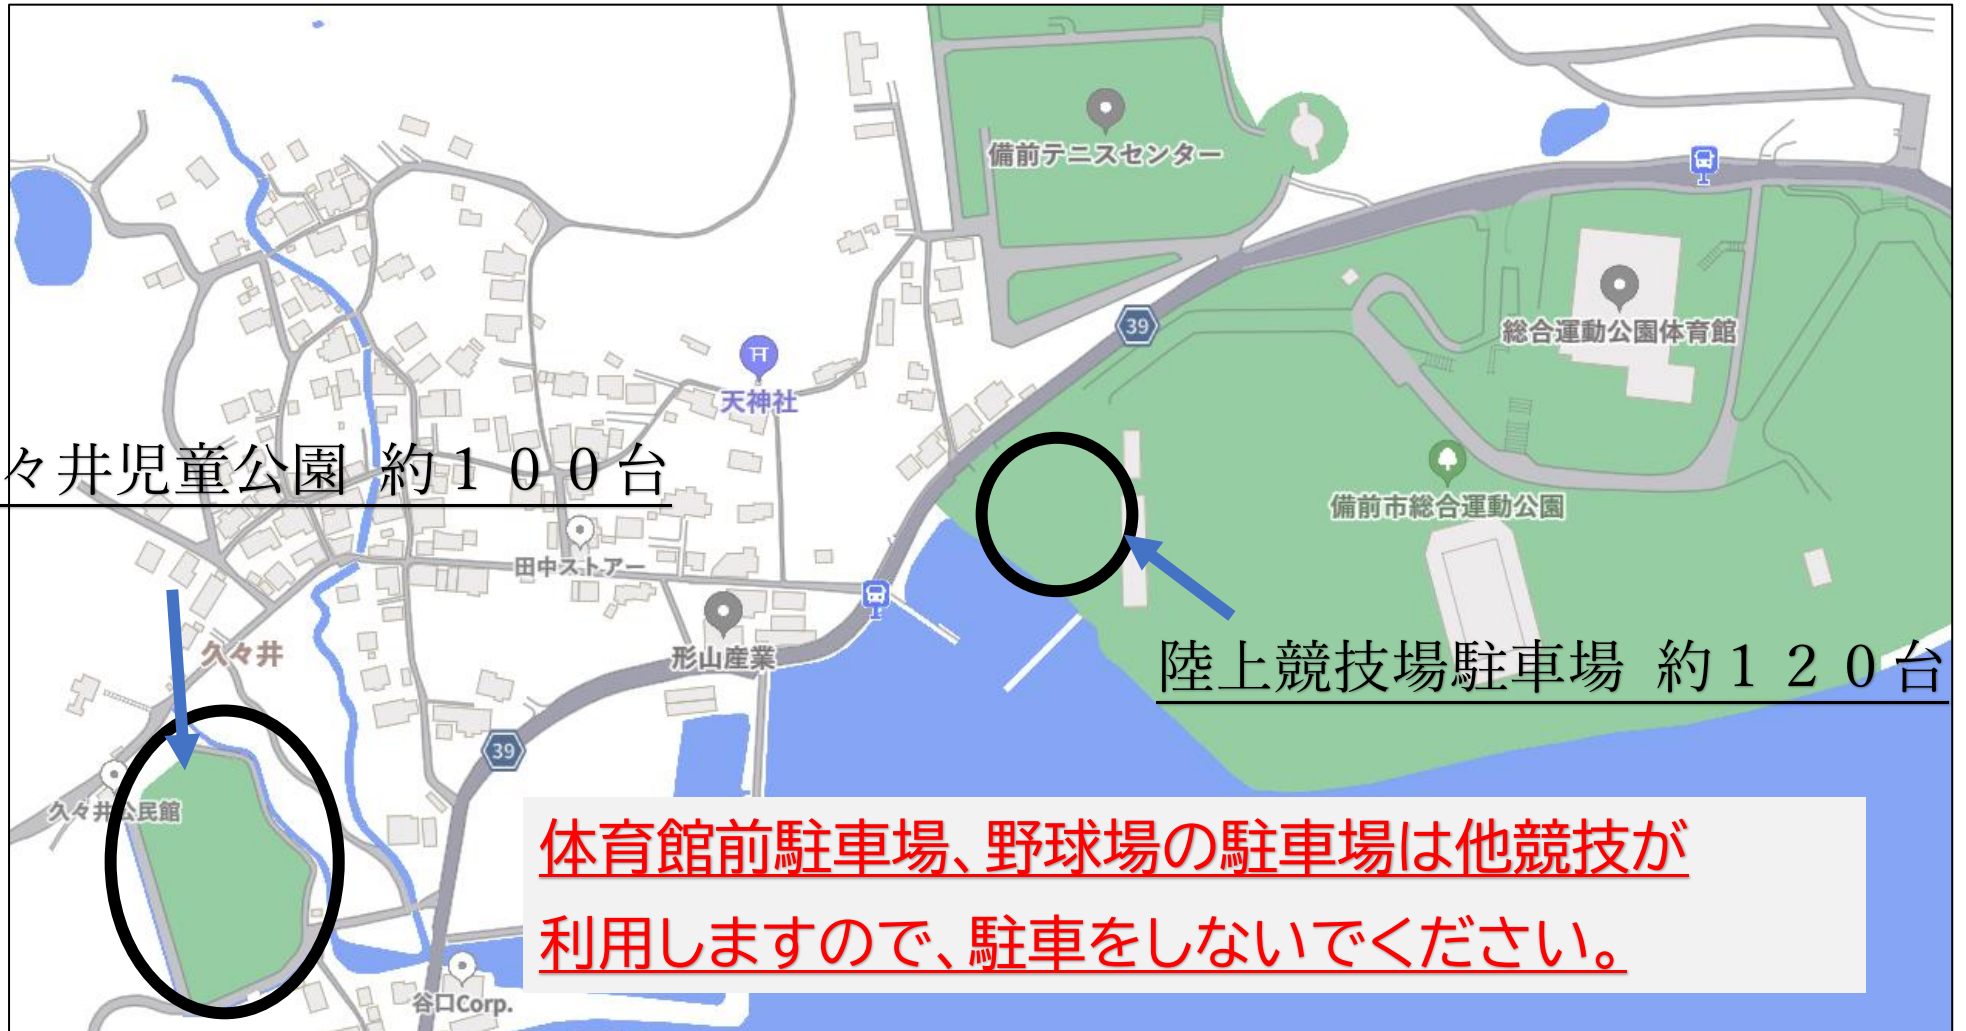 備前テニスセンター
39
総合運動公園体育館
天神社
々井児童公園 約１００台
備前市総合運動公園
田中ストアー
久々井
形山産業
陸上競技場駐車場 約１２０台
39
久々井公民館
体育館前駐車場、野球場の駐車場は他競技が
利用しますので、駐車をしないでください。
谷口Corp.